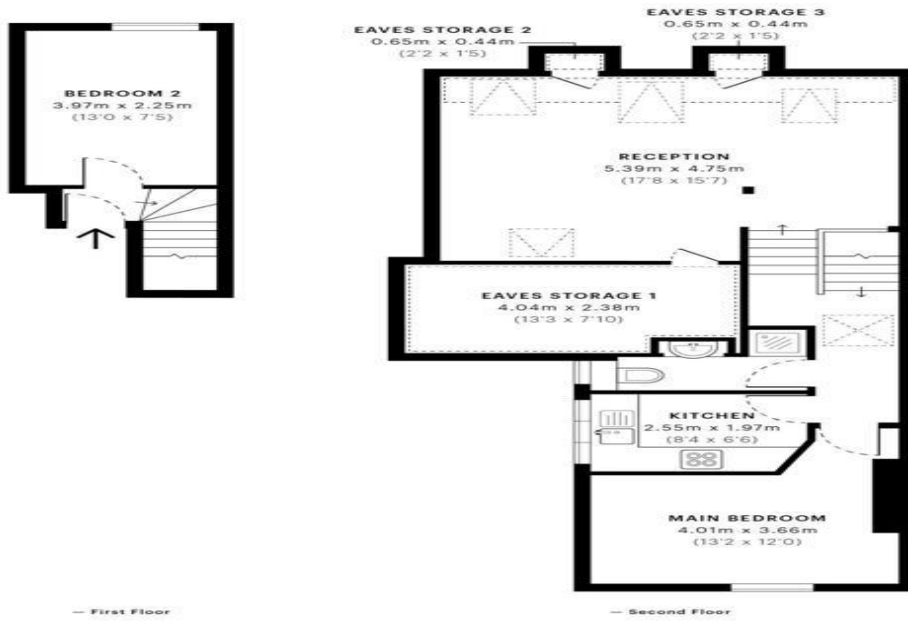 EAVES STORAGE 2
0.65m x 0.44m
(2'2 x 1'5)
EAVES STORAGE 3
0.65m x 0.44m
(2'2 x 1'5)
BEDROOM 2
3.97m x 2.25m
(13'0 x 7'5)
RECEPTION
5.39m x 4.75m
(17'8 x 15'7)
EAVES STORAGE 1
4.04m x 2.38m
(13'3 x 7'10)
KITCHEN
2.55m x 1.97m
(8'4 x 6'6)
MAIN BEDROOM
4.01m x 3.66m
(13'2 x 12'0)
— First Floor
— Second Floor